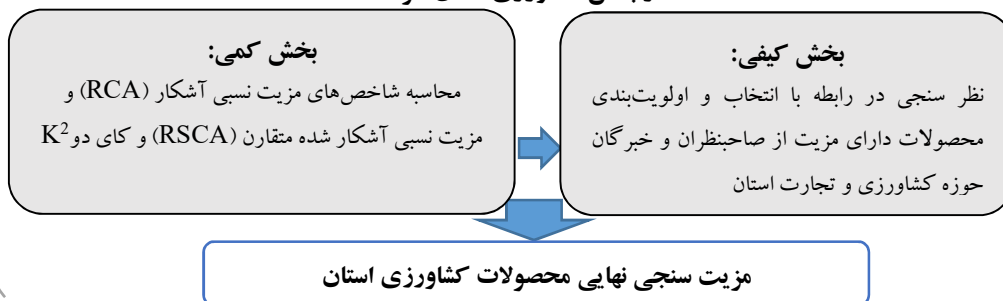 بخش کیفی:
نظر سنجی در رابطه با انتخاب و اولویت‌بندی
محصولات دارای مزیت از صاحبنظران و خبرگان
حوزه کشاورزی و تجارت استان
بخش کمی:
محاسبه شاخص‌های مزیت نسبی آشکار (RCA) و
مزیت نسبی آشکار شده متقارن (RSCA) و کای دو K²
مزیت سنجی نهایی محصولات کشاورزی استان